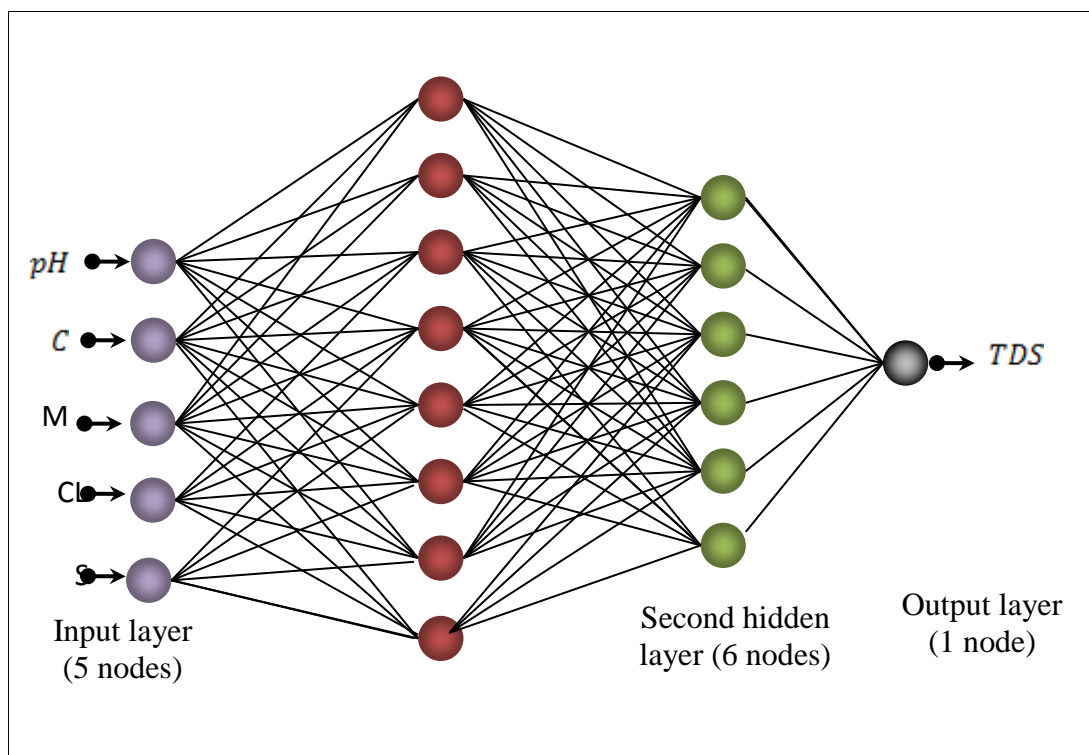 pH
C
M
CL
S
TDS
Input layer
(5 nodes)
Second hidden
layer (6 nodes)
Output layer
(1 node)